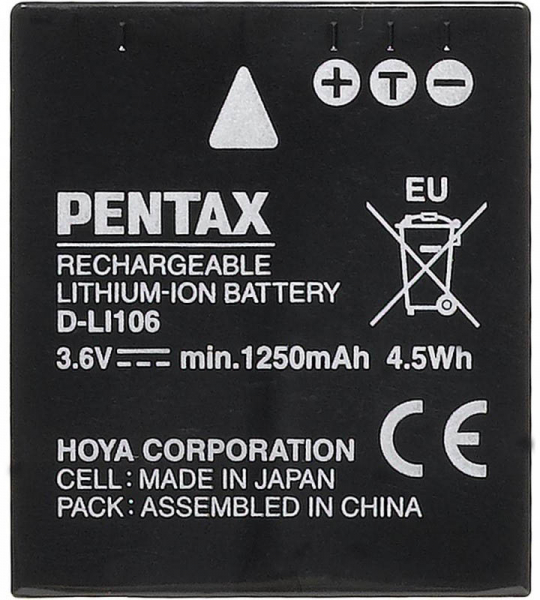 + T −
EU
PENTAX
RECHARGEABLE
LITHIUM-ION BATTERY
D-LI106
3.6V⎓ min.1250mAh 4.5Wh
CE
HOYA CORPORATION
CELL: MADE IN JAPAN
PACK: ASSEMBLED IN CHINA